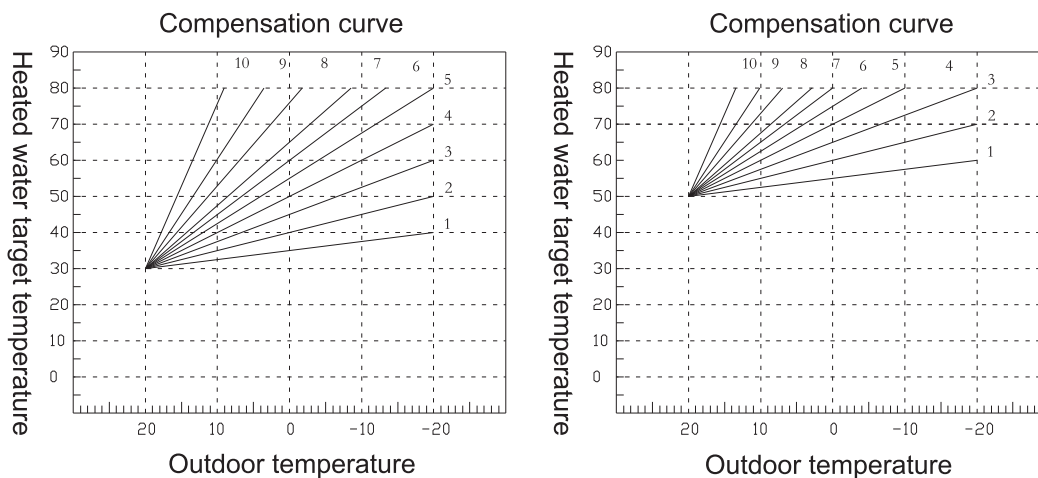 Compensation curve
Heated water target temperature
90
80
70
60
50
40
30
20
10
0
10 9 8 7 6
5
4
3
2
1
20 10 0 -10 -20
Outdoor temperature
Compensation curve
Heated water target temperature
90
80
70
60
50
40
30
20
10
0
10 9 8 7 6 5 4
3
2
1
20 10 0 -10 -20
Outdoor temperature